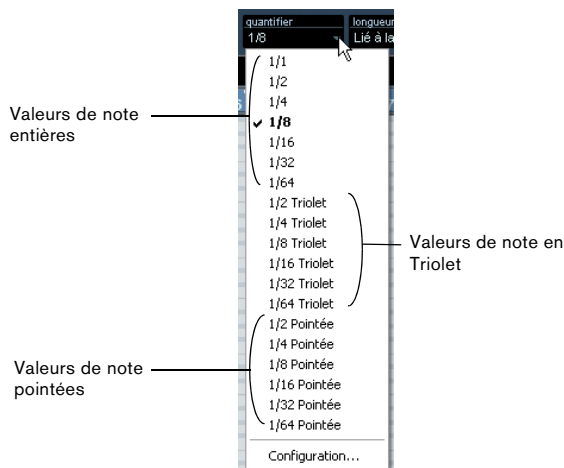 quantifier
longueur
1/8
Lié à la
1/1
1/2
1/4
1/8
1/16
1/32
1/64
Valeurs de note
entières
1/2 Triolet
1/4 Triolet
1/8 Triolet
1/16 Triolet
1/32 Triolet
1/64 Triolet
Valeurs de note en
Triolet
1/2 Pointée
1/4 Pointée
1/8 Pointée
1/16 Pointée
1/32 Pointée
1/64 Pointée
Valeurs de note
pointées
Configuration...